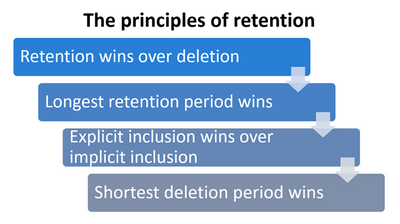 The principles of retention
Retention wins over deletion
Longest retention period wins
Explicit inclusion wins over
implicit inclusion
Shortest deletion period wins